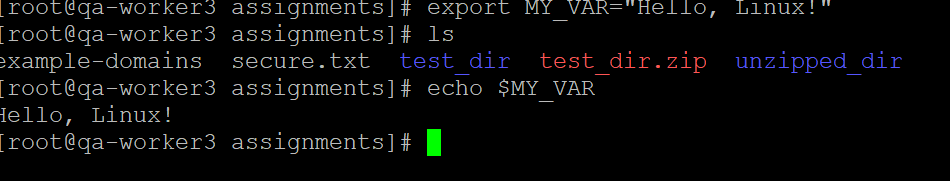 [root@qa-worker3 assignments]# export MY_VAR="Hello, Linux!"
[root@qa-worker3 assignments]# ls
example-domains  secure.txt  test_dir  test_dir.zip  unzipped_dir
[root@qa-worker3 assignments]# echo $MY_VAR
Hello, Linux!
[root@qa-worker3 assignments]#